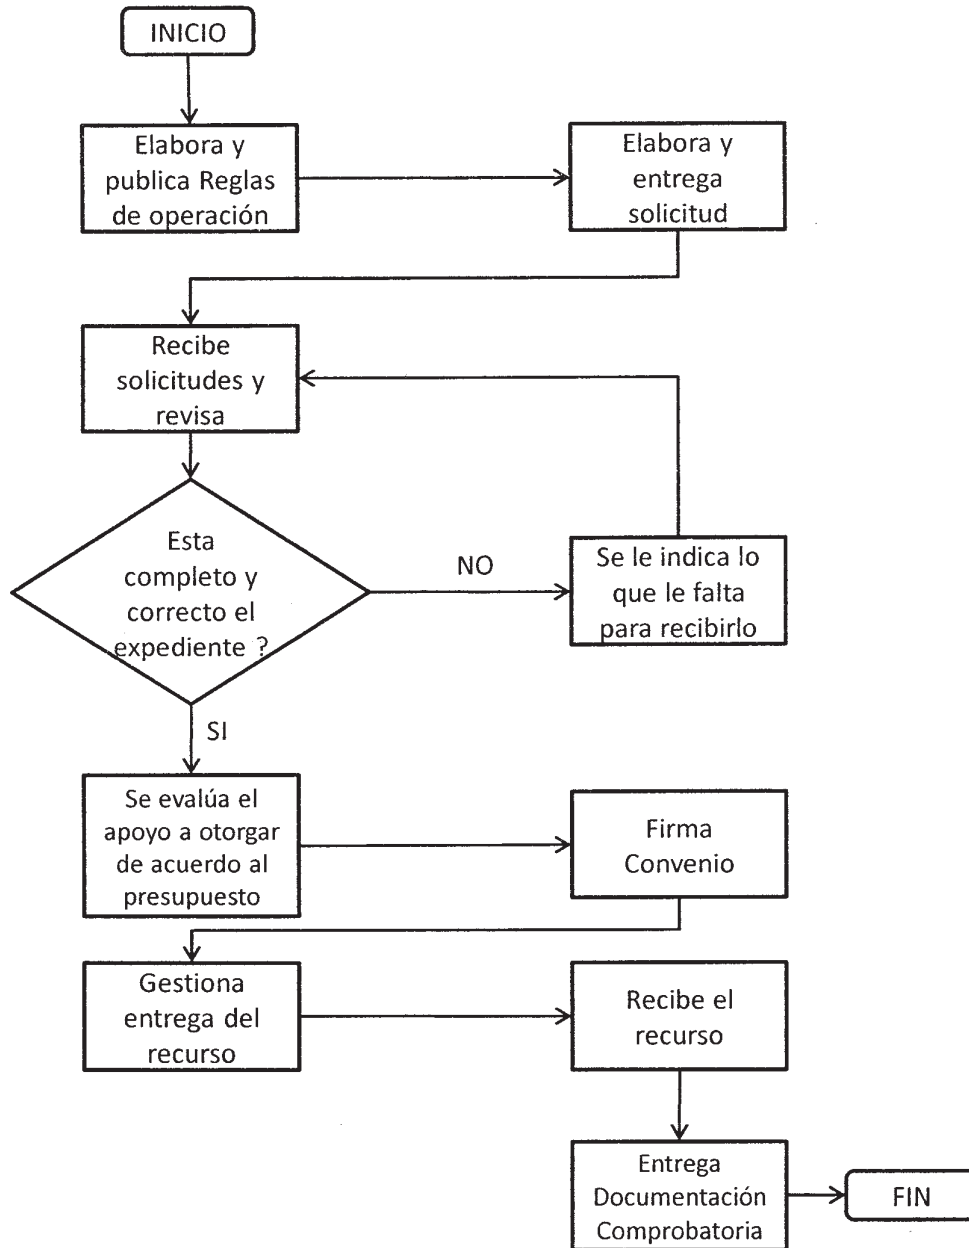 INICIO
Elabora y
publica Reglas
de operación
Elabora y
entrega
solicitud
Recibe
solicitudes y
revisa
Esta
completo y
correcto el
expediente ?
NO
Se le indica lo
que le falta
para recibirlo
SI
Se evalúa el
apoyo a otorgar
de acuerdo al
presupuesto
Firma
Convenio
Gestiona
entrega del
recurso
Recibe el
recurso
Entrega
Documentación
Comprobatoria
FIN